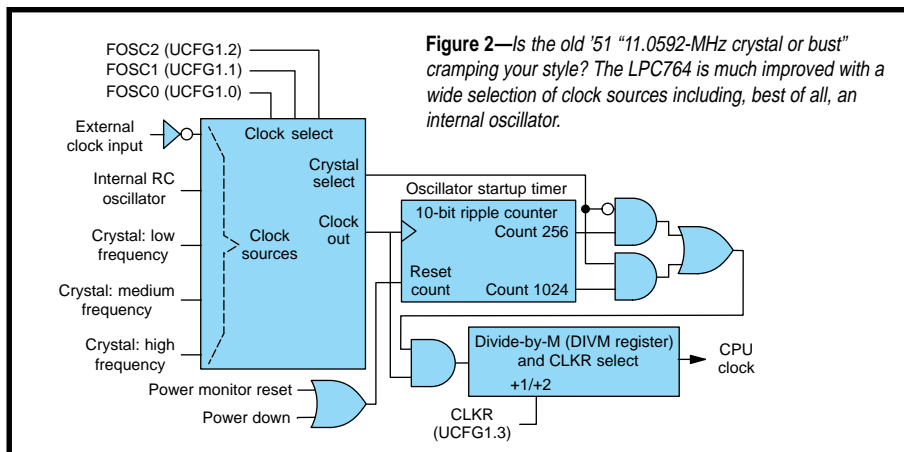 FOSC2 (UCFG1.2)
FOSC1 (UCFG1.1)
FOSC0 (UCFG1.0)
Figure 2—Is the old ’51 “11.0592-MHz crystal or bust”
cramping your style? The LPC764 is much improved with a
wide selection of clock sources including, best of all, an
internal oscillator.
External
clock input
Clock select
Internal RC
oscillator
Crystal
select
Oscillator startup timer
10-bit ripple counter
Count 256
Crystal: low
frequency
Clock
sources
Clock
out
Reset
count
Count 1024
Crystal: medium
frequency
Crystal: high
frequency
Divide-by-M (DIVM register)
and CLKR select
+1/+2
CPU
clock
Power monitor reset
Power down
CLKR
(UCFG1.3)